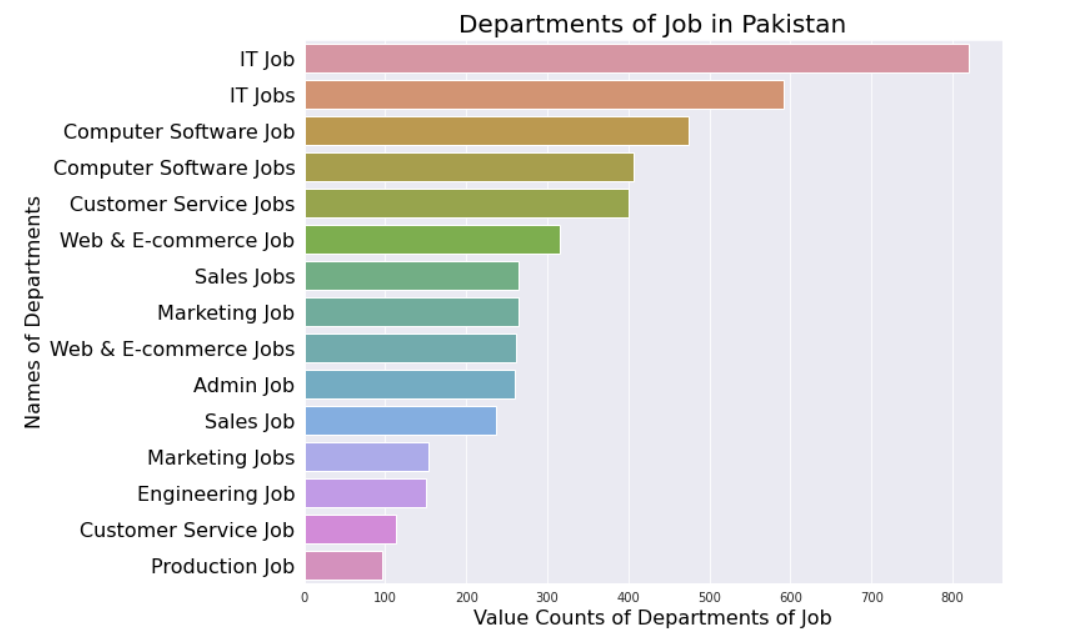 Departments of Job in Pakistan
IT Job
IT Jobs
Computer Software Job
Computer Software Jobs
Customer Service Jobs
Web & E-commerce Job
Sales Jobs
Marketing Job
Web & E-commerce Jobs
Admin Job
Sales Job
Marketing Jobs
Engineering Job
Customer Service Job
Production Job
Names of Departments
0 100 200 300 400 500 600 700 800
Value Counts of Departments of Job